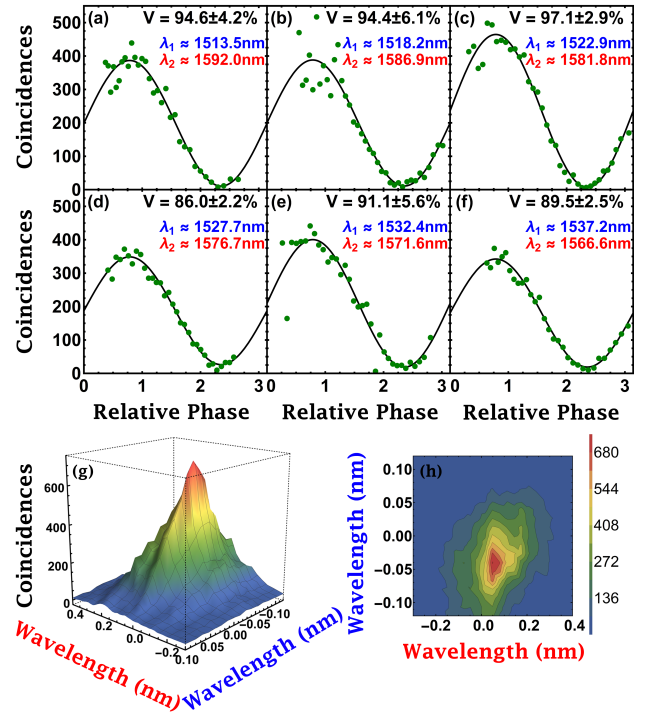 (a) V = 94.6±4.2%
λ₁ ≈ 1513.5nm
λ₂ ≈ 1592.0nm
(b) V = 94.4±6.1%
λ₁ ≈ 1518.2nm
λ₂ ≈ 1586.9nm
(c) V = 97.1±2.9%
λ₁ ≈ 1522.9nm
λ₂ ≈ 1581.8nm
Coincidences
500
400
300
200
100
0
(d) V = 86.0±2.2%
λ₁ ≈ 1527.7nm
λ₂ ≈ 1576.7nm
(e) V = 91.1±5.6%
λ₁ ≈ 1532.4nm
λ₂ ≈ 1571.6nm
(f) V = 89.5±2.5%
λ₁ ≈ 1537.2nm
λ₂ ≈ 1566.6nm
Coincidences
500
400
300
200
100
0
0 1 2 3
0 1 2 3
0 1 2 3
Relative Phase
Relative Phase
Relative Phase
(g)
Coincidences
600
400
200
0
0.4 0.2 0.0 -0.2
Wavelength (nm)
0.10 0.05 0.00 -0.05 -0.10
Wavelength (nm)
(h)
Wavelength (nm)
0.10
0.05
0.00
-0.05
-0.10
-0.2 0.0 0.2 0.4
Wavelength (nm)
680
544
408
272
136